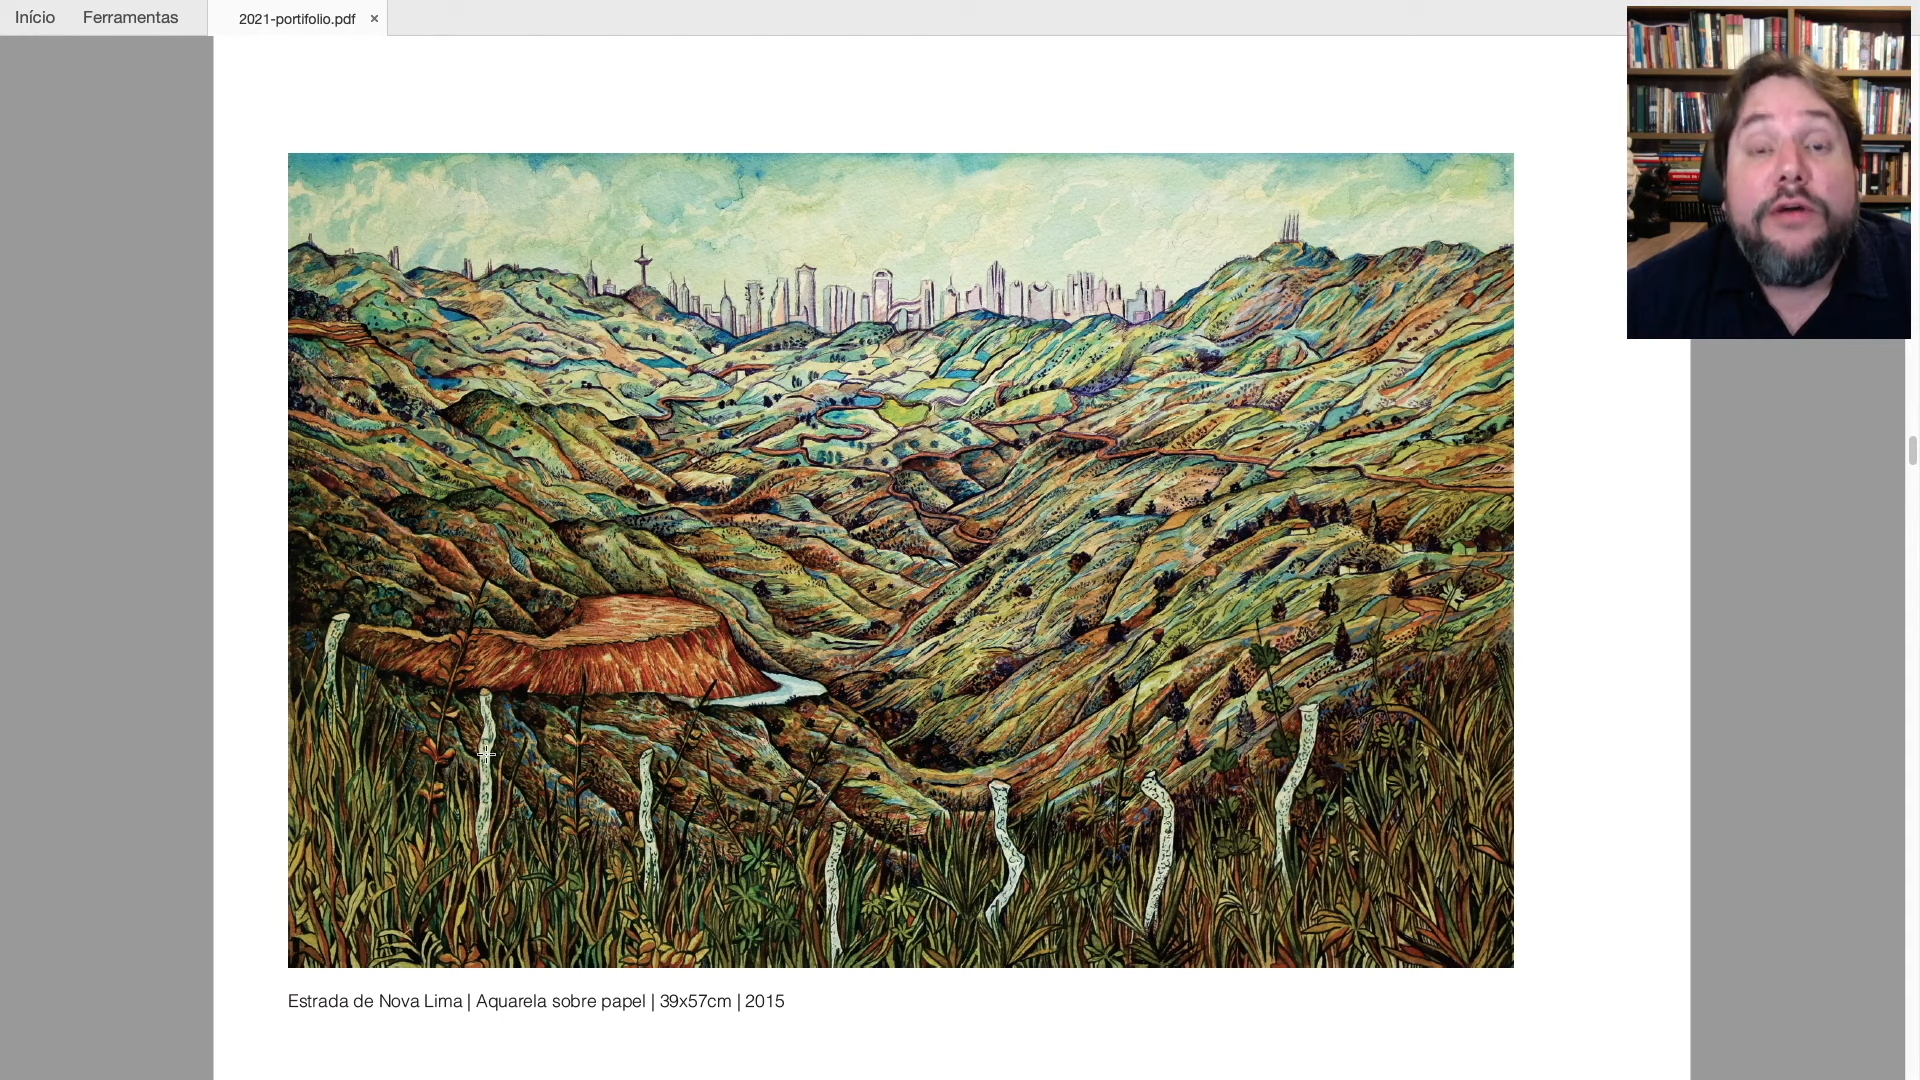 Início Ferramentas 2021-portifolio.pdf ×
Estrada de Nova Lima | Aquarela sobre papel | 39x57cm | 2015